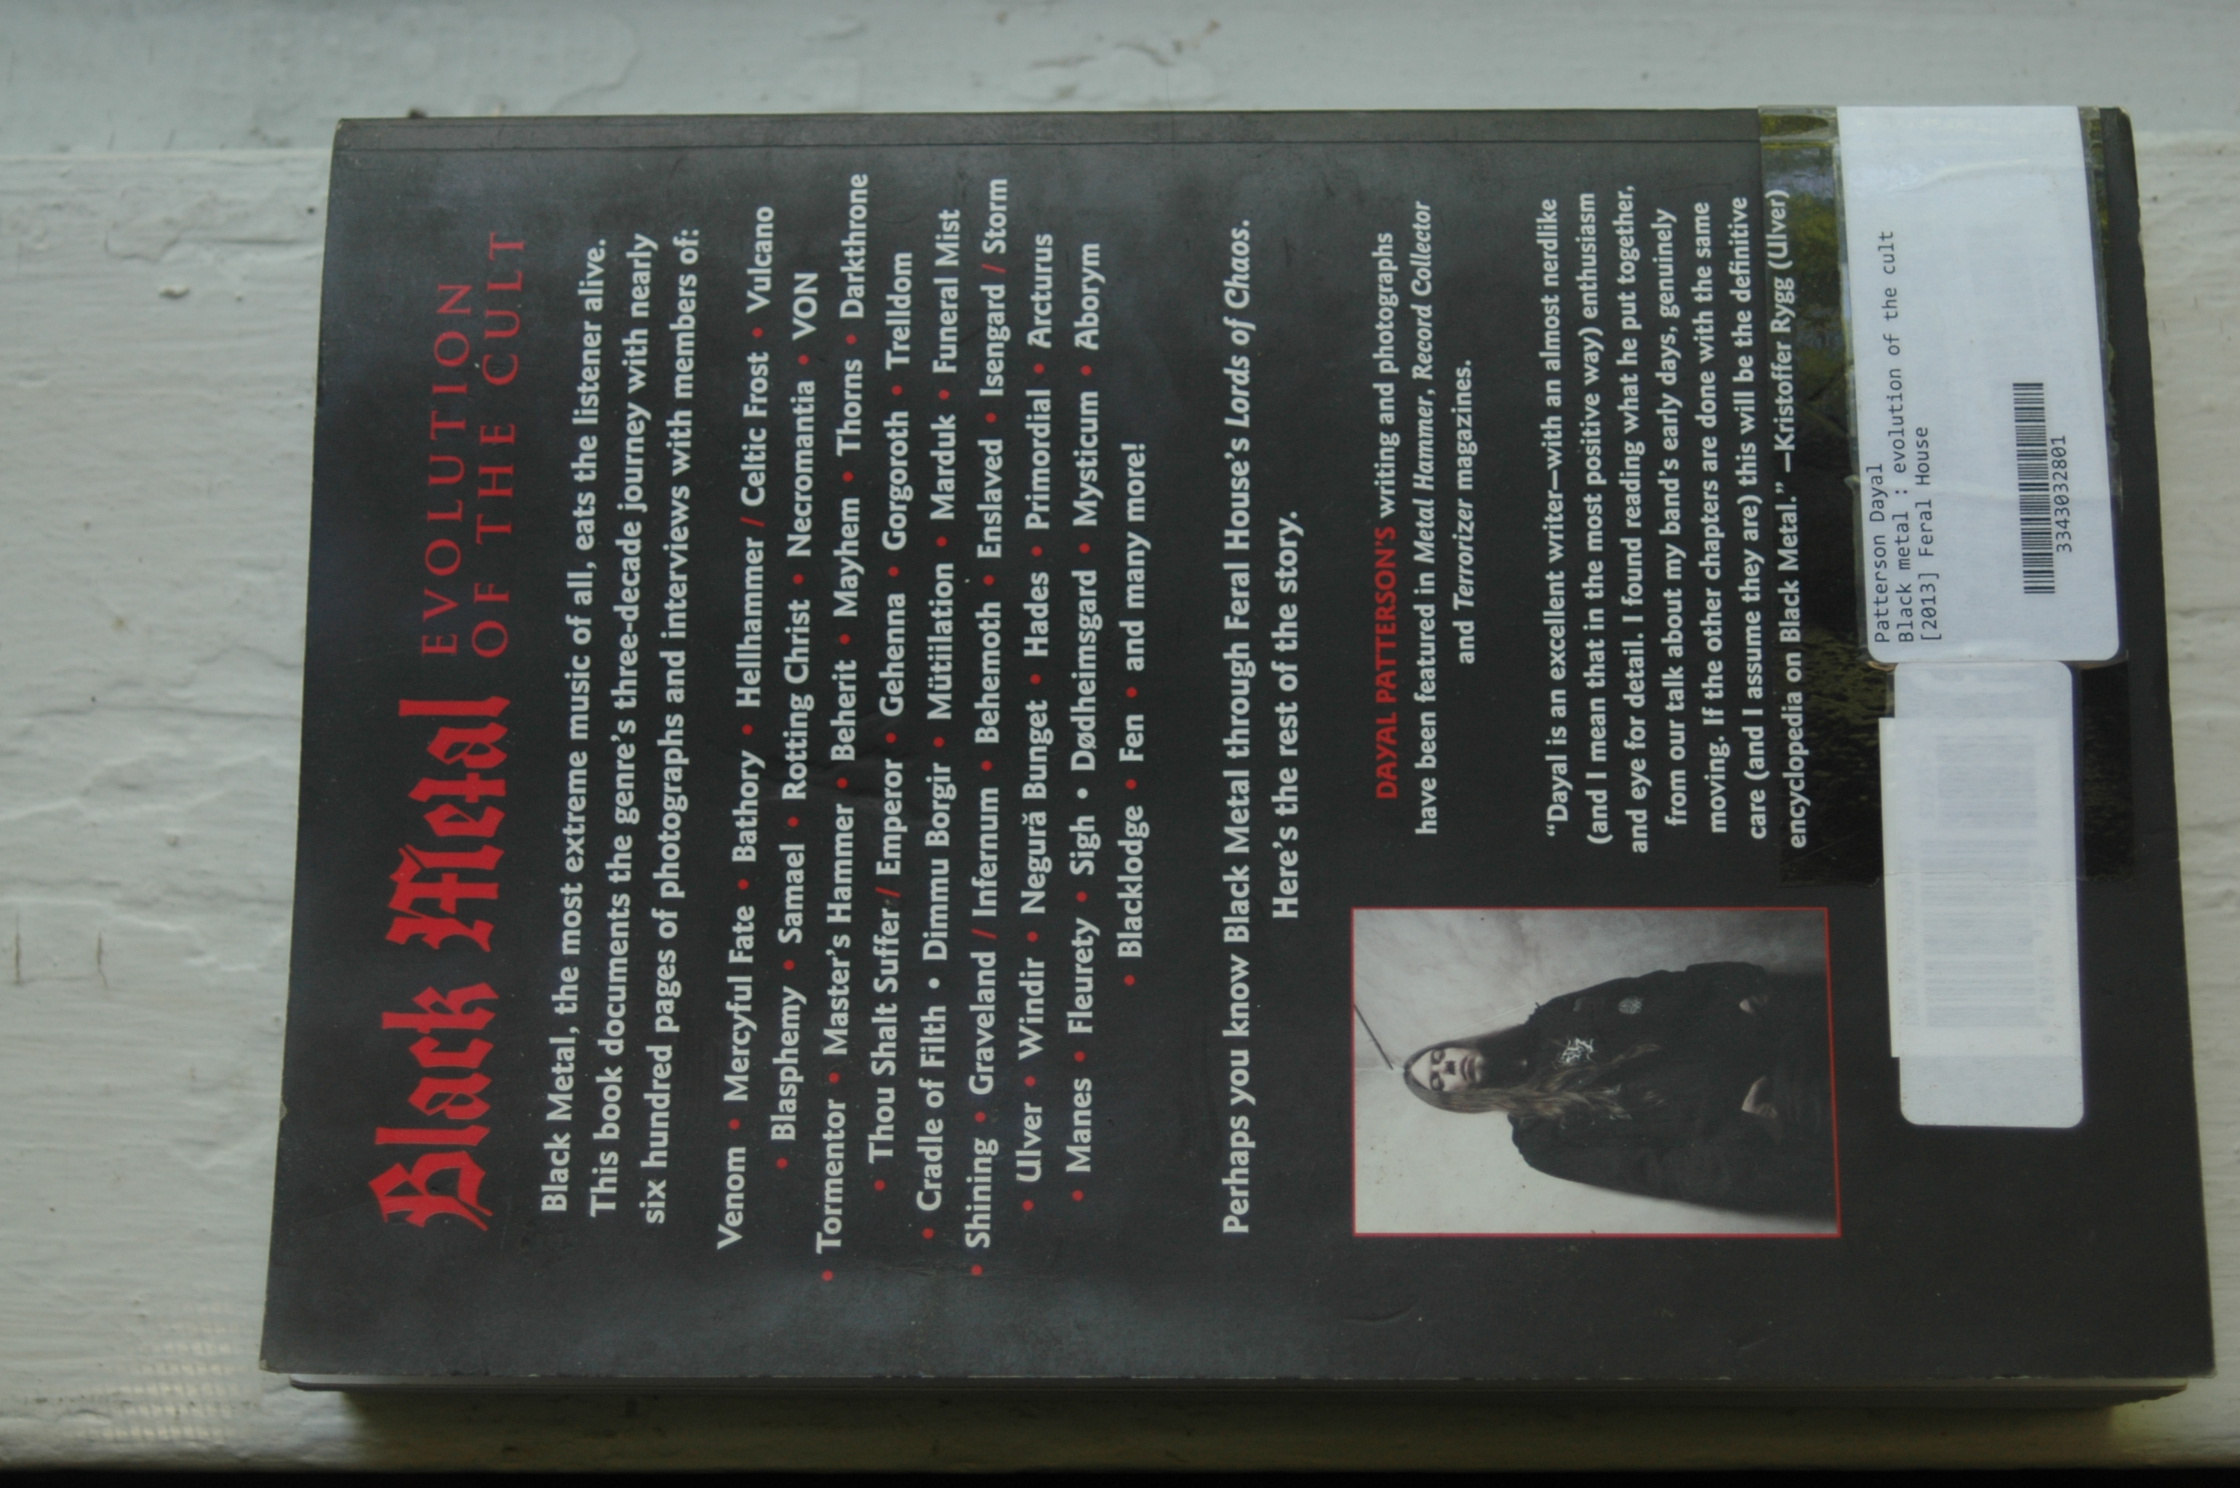 Black Metal EVOLUTION
OF THE CULT
Black Metal, the most extreme music of all, eats the listener alive.
This book documents the genre's three-decade journey with nearly
six hundred pages of photographs and interviews with members of:
Venom • Mercyful Fate • Bathory • Hellhammer / Celtic Frost • Vulcano
• Blasphemy • Samael • Rotting Christ • Necromantia • VON
• Tormentor • Master's Hammer • Beherit • Mayhem • Thorns • Darkthrone
• Thou Shalt Suffer / Emperor • Gehenna • Gorgoroth • Trelldom
• Cradle of Filth • Dimmu Borgir • Mütiilation • Marduk • Funeral Mist
• Shining • Graveland / Infernum • Behemoth • Enslaved • Isengard / Storm
• Ulver • Windir • Negură Bunget • Hades • Primordial • Arcturus
• Manes • Fleurety • Sigh • Dødheimsgard • Mysticum • Aborym
• Blacklodge • Fen • and many more!
Perhaps you know Black Metal through Feral House's Lords of Chaos.
Here's the rest of the story.
DAYAL PATTERSON'S writing and photographs
have been featured in Metal Hammer, Record Collector
and Terrorizer magazines.
“Dayal is an excellent writer—with an almost nerdlike
(and I mean that in the most positive way) enthusiasm
and eye for detail. I found reading what he put together,
from our talk about my band's early days, genuinely
moving. If the other chapters are done with the same
care (and I assume they are) this will be the definitive
encyclopedia on Black Metal.” —Kristoffer Rygg (Ulver)
Patterson Dayal
Black metal : evolution of the cult
[2013] Feral House
3343032801